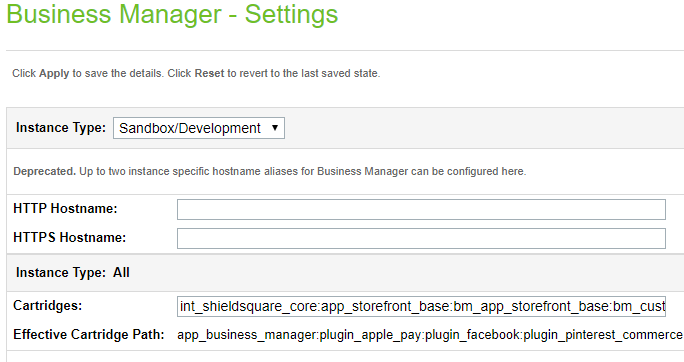 Business Manager - Settings
Click Apply to save the details. Click Reset to revert to the last saved state.
Instance Type: Sandbox/Development
Deprecated. Up to two instance specific hostname aliases for Business Manager can be configured here.
HTTP Hostname:
HTTPS Hostname:
Instance Type: All
Cartridges: int_shieldsquare_core:app_storefront_base:bm_app_storefront_base:bm_cust
Effective Cartridge Path: app_business_manager:plugin_apple_pay:plugin_facebook:plugin_pinterest_commerce